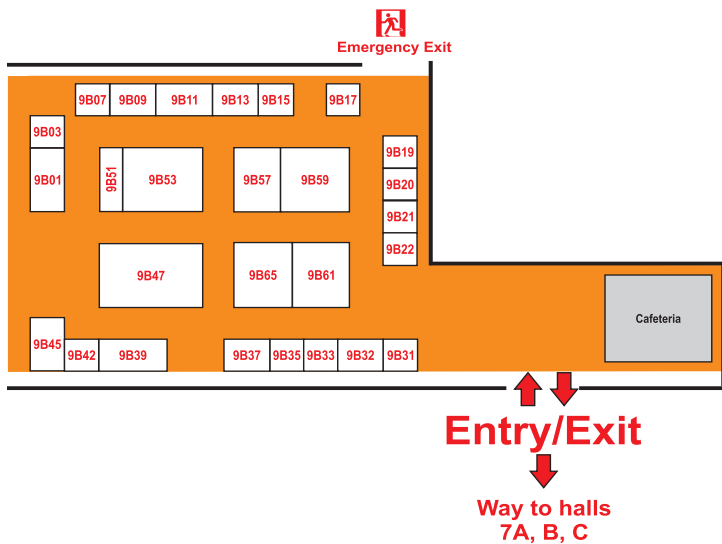 Emergency Exit
9B07
9B09
9B11
9B13
9B15
9B17
9B03
9B01
9B51
9B53
9B57
9B59
9B19
9B20
9B21
9B22
9B47
9B65
9B61
Cafeteria
9B45
9B42
9B39
9B37
9B35
9B33
9B32
9B31
Entry/Exit
Way to halls
7A, B, C